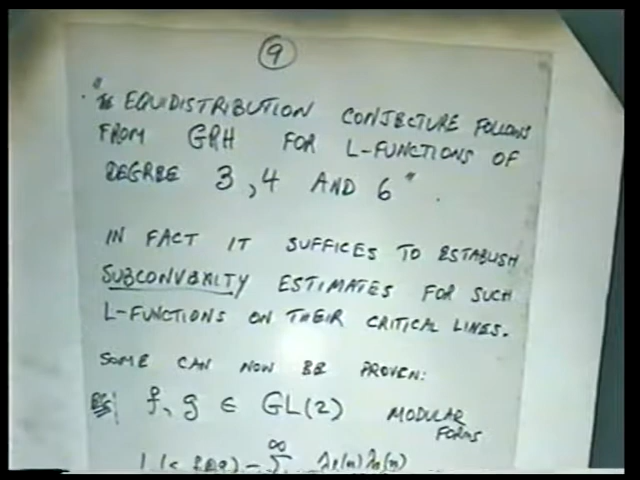 9
"THE EQUIDISTRIBUTION CONJECTURE FOLLOWS
FROM GRH FOR L-FUNCTIONS OF
DEGREE 3, 4 AND 6".
IN FACT IT SUFFICES TO ESTABLISH
SUBCONVEXITY ESTIMATES FOR SUCH
L-FUNCTIONS ON THEIR CRITICAL LINES.
SOME CAN NOW BE PROVEN:
f, g ∈ GL(2) MODULAR
FORMS